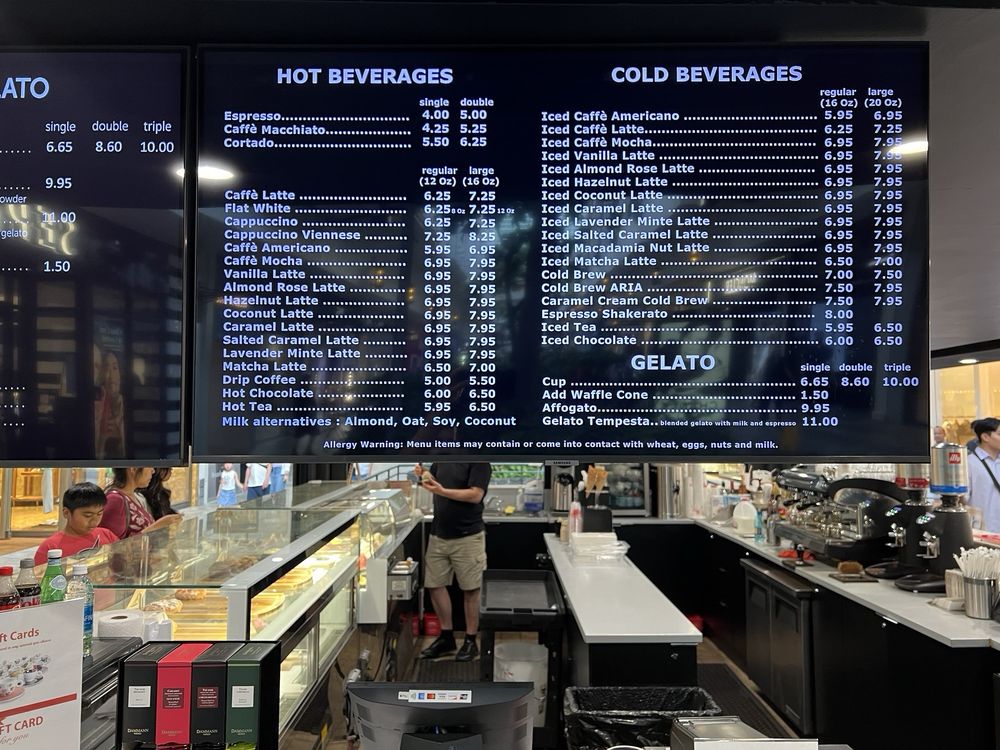 ATO
single double triple
6.65 8.60 10.00
9.95
owder
11.00
gelato
1.50
HOT BEVERAGES
single double
Espresso 4.00 5.00
Caffè Macchiato 4.25 5.25
Cortado 5.50 6.25
regular large
(12 Oz) (16 Oz)
Caffè Latte 6.25 7.25
Flat White 6.25 8 oz 7.25 12 Oz
Cappuccino 6.25 7.25
Cappuccino Viennese 7.25 8.25
Caffè Americano 5.95 6.95
Caffè Mocha 6.95 7.95
Vanilla Latte 6.95 7.95
Almond Rose Latte 6.95 7.95
Hazelnut Latte 6.95 7.95
Coconut Latte 6.95 7.95
Caramel Latte 6.95 7.95
Salted Caramel Latte 6.95 7.95
Lavender Minte Latte 6.95 7.95
Matcha Latte 6.50 7.00
Drip Coffee 5.00 5.50
Hot Chocolate 6.00 6.50
Hot Tea 5.95 6.50
Milk alternatives : Almond, Oat, Soy, Coconut
COLD BEVERAGES
regular large
(16 Oz) (20 Oz)
Iced Caffè Americano 5.95 6.95
Iced Caffè Latte 6.25 7.25
Iced Caffè Mocha 6.95 7.95
Iced Vanilla Latte 6.95 7.95
Iced Almond Rose Latte 6.95 7.95
Iced Hazelnut Latte 6.95 7.95
Iced Coconut Latte 6.95 7.95
Iced Caramel Latte 6.95 7.95
Iced Lavender Minte Latte 6.95 7.95
Iced Salted Caramel Latte 6.95 7.95
Iced Macadamia Nut Latte 6.95 7.95
Iced Matcha Latte 6.50 7.00
Cold Brew 7.00 7.50
Cold Brew ARIA 7.50 7.95
Caramel Cream Cold Brew 7.50 7.95
Espresso Shakerato 8.00
Iced Tea 5.95 6.50
Iced Chocolate 6.00 6.50
GELATO
single double triple
Cup 6.65 8.60 10.00
Add Waffle Cone 1.50
Affogato 9.95
Gelato Tempesta.. blended gelato with milk and espresso 11.00
Allergy Warning: Menu items may contain or come into contact with wheat, eggs, nuts and milk.
SAMSUNG
illy
ft Cards
FT CARD
for you
DAMMANN
DAMMANN
DAMMANN
DAMMANN